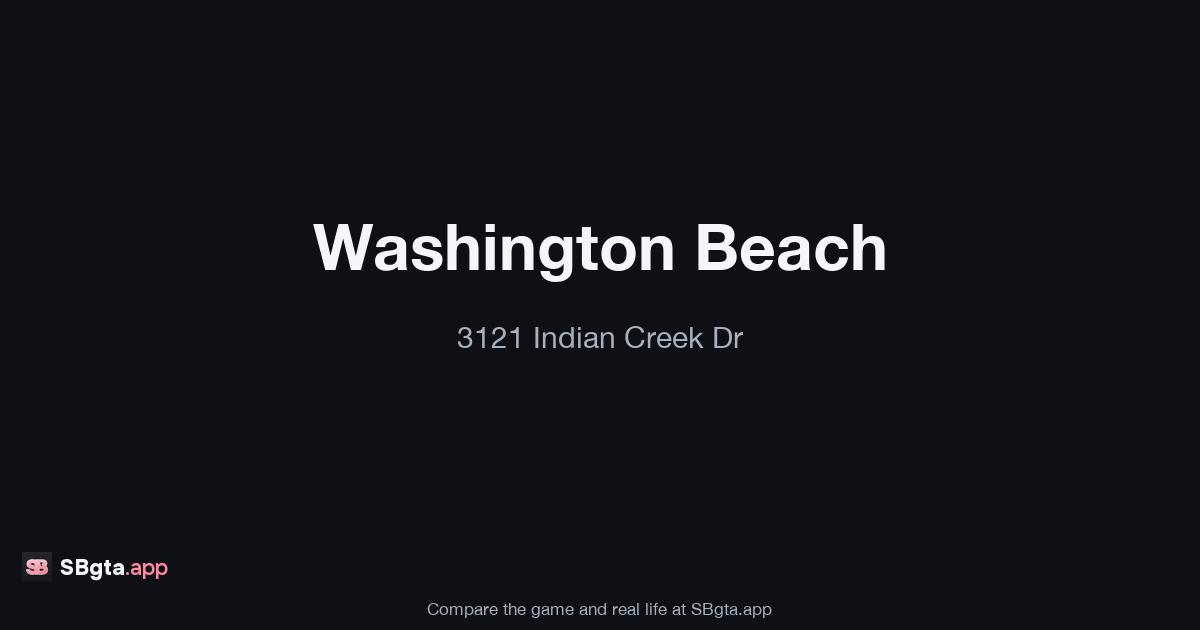 Washington Beach
3121 Indian Creek Dr
SB SBgta.app
Compare the game and real life at SBgta.app